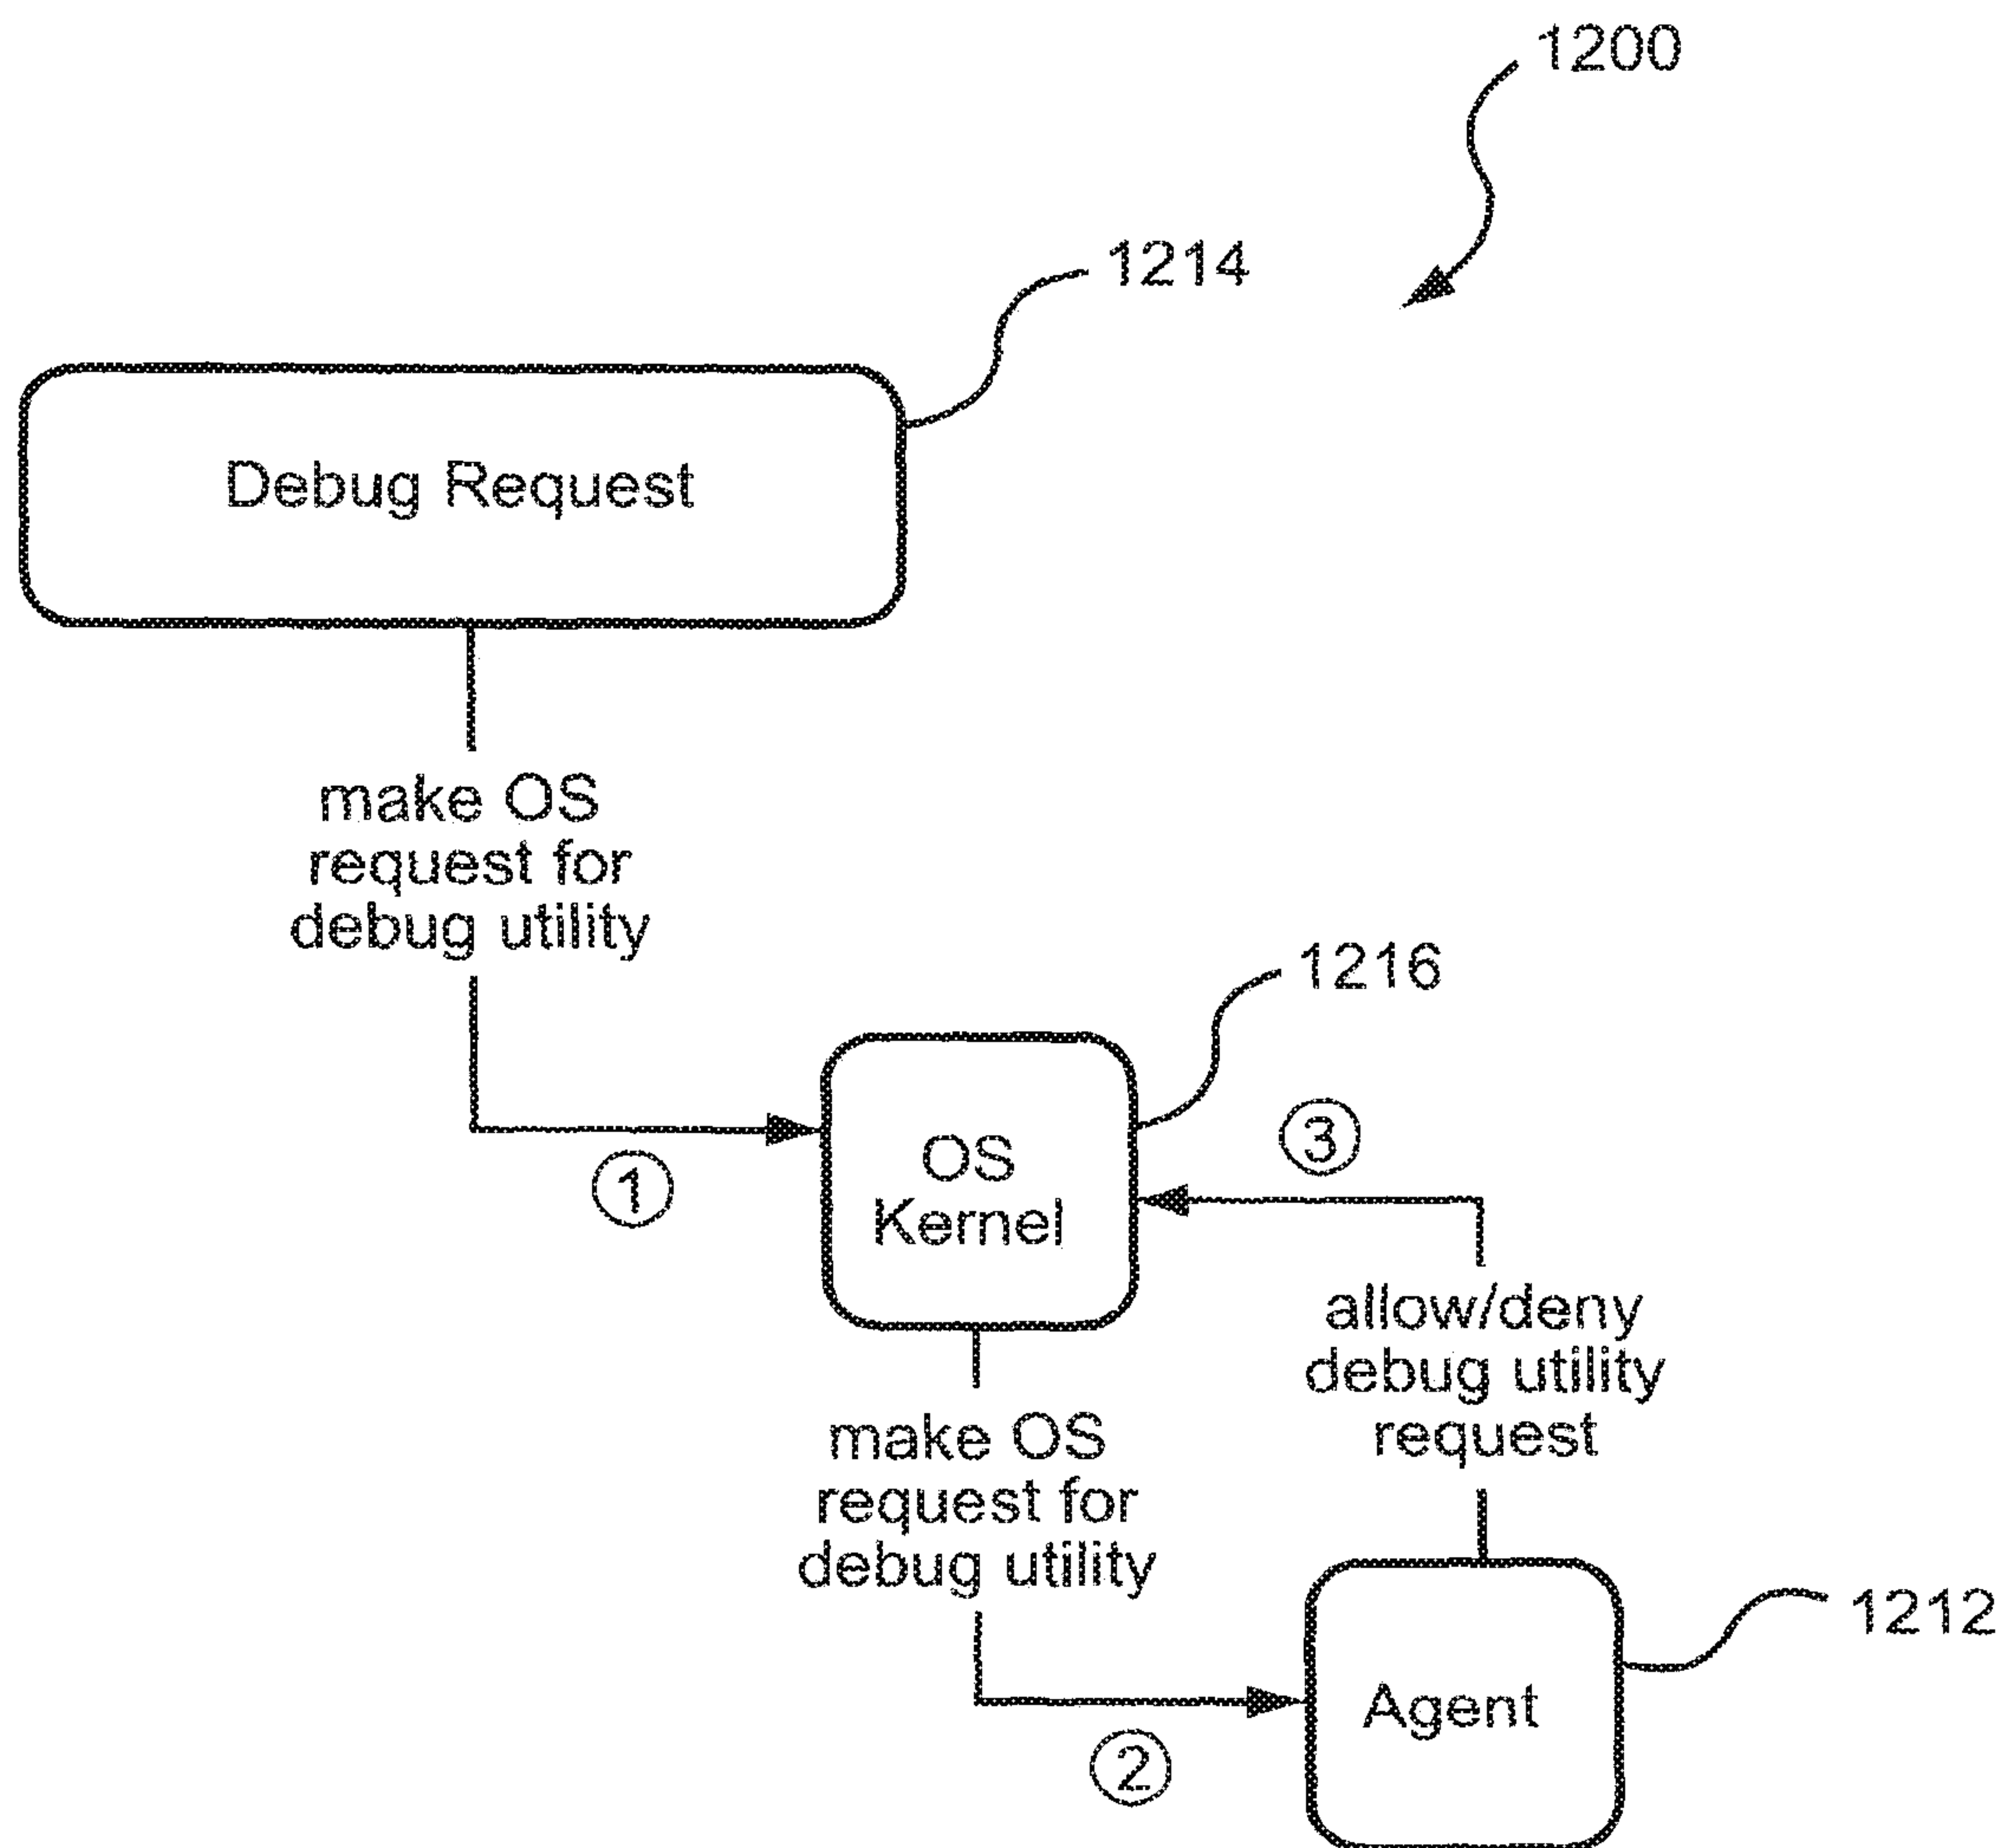 1200
1214
Debug Request
make OS
request for
debug utility
1216
1
OS
Kernel
3
allow/deny
debug utility
request
make OS
request for
debug utility
1212
Agent
2